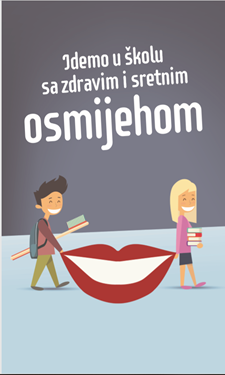 Idemo u školu
sa zdravim i sretnim
osmijehom